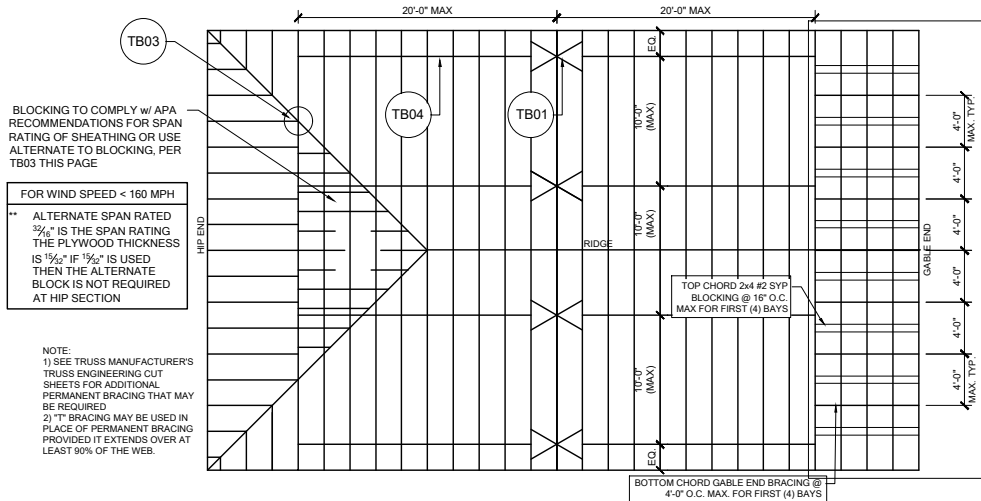 20'-0" MAX
20'-0" MAX
TB03
EQ.
TB04
TB01
BLOCKING TO COMPLY w/ APA
RECOMMENDATIONS FOR SPAN
RATING OF SHEATHING OR USE
ALTERNATE TO BLOCKING, PER
TB03 THIS PAGE
10'-0"
(MAX)
4'-0"
MAX. TYP.
4'-0"
FOR WIND SPEED < 160 MPH
** ALTERNATE SPAN RATED
32/16" IS THE SPAN RATING
THE PLYWOOD THICKNESS
IS 15/32" IF 15/32" IS USED
THEN THE ALTERNATE
BLOCK IS NOT REQUIRED
AT HIP SECTION
HIP END
10'-0"
(MAX)
RIDGE
4'-0"
GABLE END
4'-0"
TOP CHORD 2x4 #2 SYP
BLOCKING @ 16" O.C.
MAX FOR FIRST (4) BAYS
4'-0"
NOTE:
1) SEE TRUSS MANUFACTURER'S
TRUSS ENGINEERING CUT
SHEETS FOR ADDITIONAL
PERMANENT BRACING THAT MAY
BE REQUIRED
2) "T" BRACING MAY BE USED IN
PLACE OF PERMANENT BRACING
PROVIDED IT EXTENDS OVER AT
LEAST 90% OF THE WEB.
10'-0"
(MAX)
4'-0"
MAX. TYP.
EQ.
BOTTOM CHORD GABLE END BRACING @
4'-0" O.C. MAX. FOR FIRST (4) BAYS